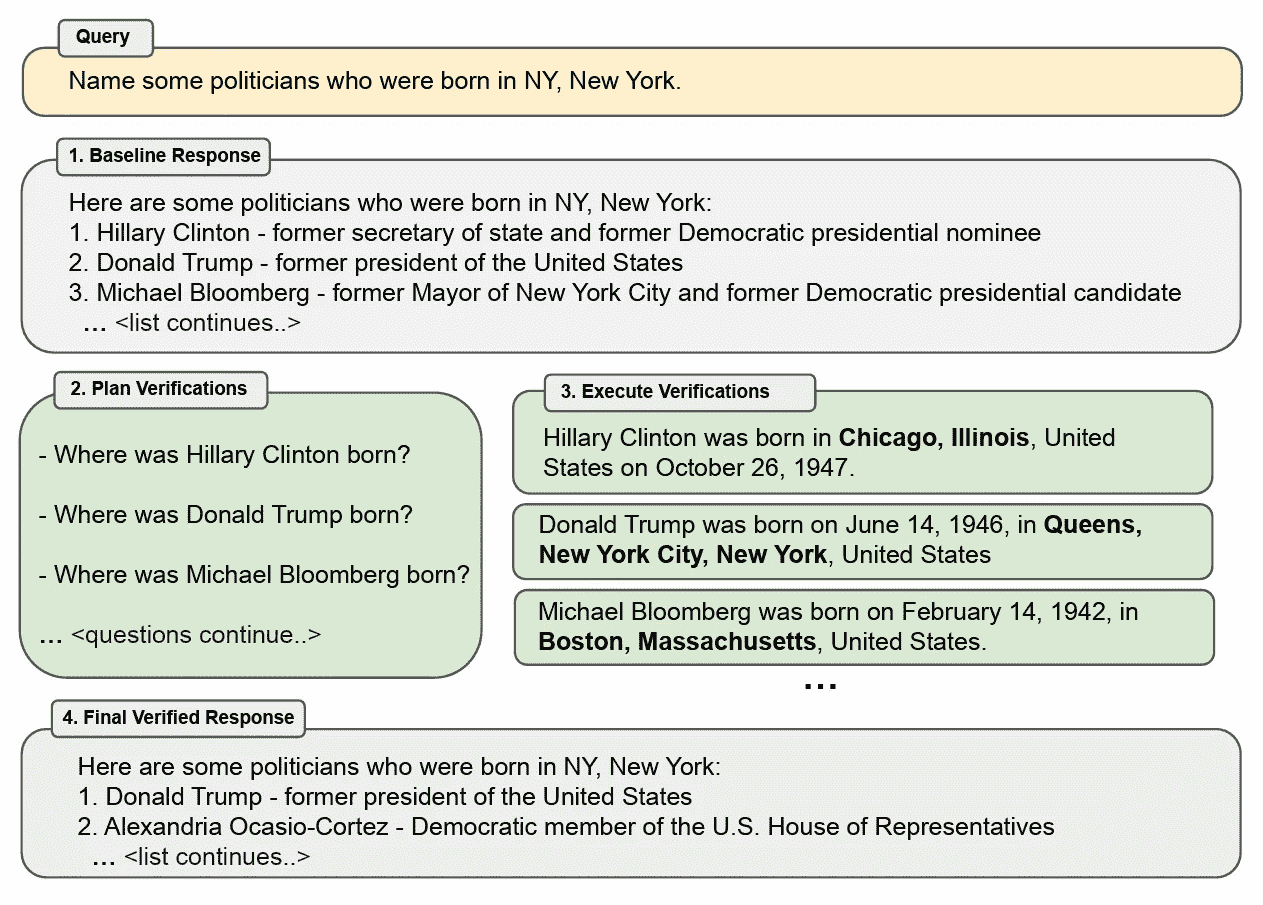 Query
Name some politicians who were born in NY, New York.
1. Baseline Response
Here are some politicians who were born in NY, New York:
1. Hillary Clinton - former secretary of state and former Democratic presidential nominee
2. Donald Trump - former president of the United States
3. Michael Bloomberg - former Mayor of New York City and former Democratic presidential candidate
... <list continues..>
2. Plan Verifications
- Where was Hillary Clinton born?
- Where was Donald Trump born?
- Where was Michael Bloomberg born?
... <questions continue..>
3. Execute Verifications
Hillary Clinton was born in Chicago, Illinois, United
States on October 26, 1947.
Donald Trump was born on June 14, 1946, in Queens,
New York City, New York, United States
Michael Bloomberg was born on February 14, 1942, in
Boston, Massachusetts, United States.
...
4. Final Verified Response
Here are some politicians who were born in NY, New York:
1. Donald Trump - former president of the United States
2. Alexandria Ocasio-Cortez - Democratic member of the U.S. House of Representatives
... <list continues..>